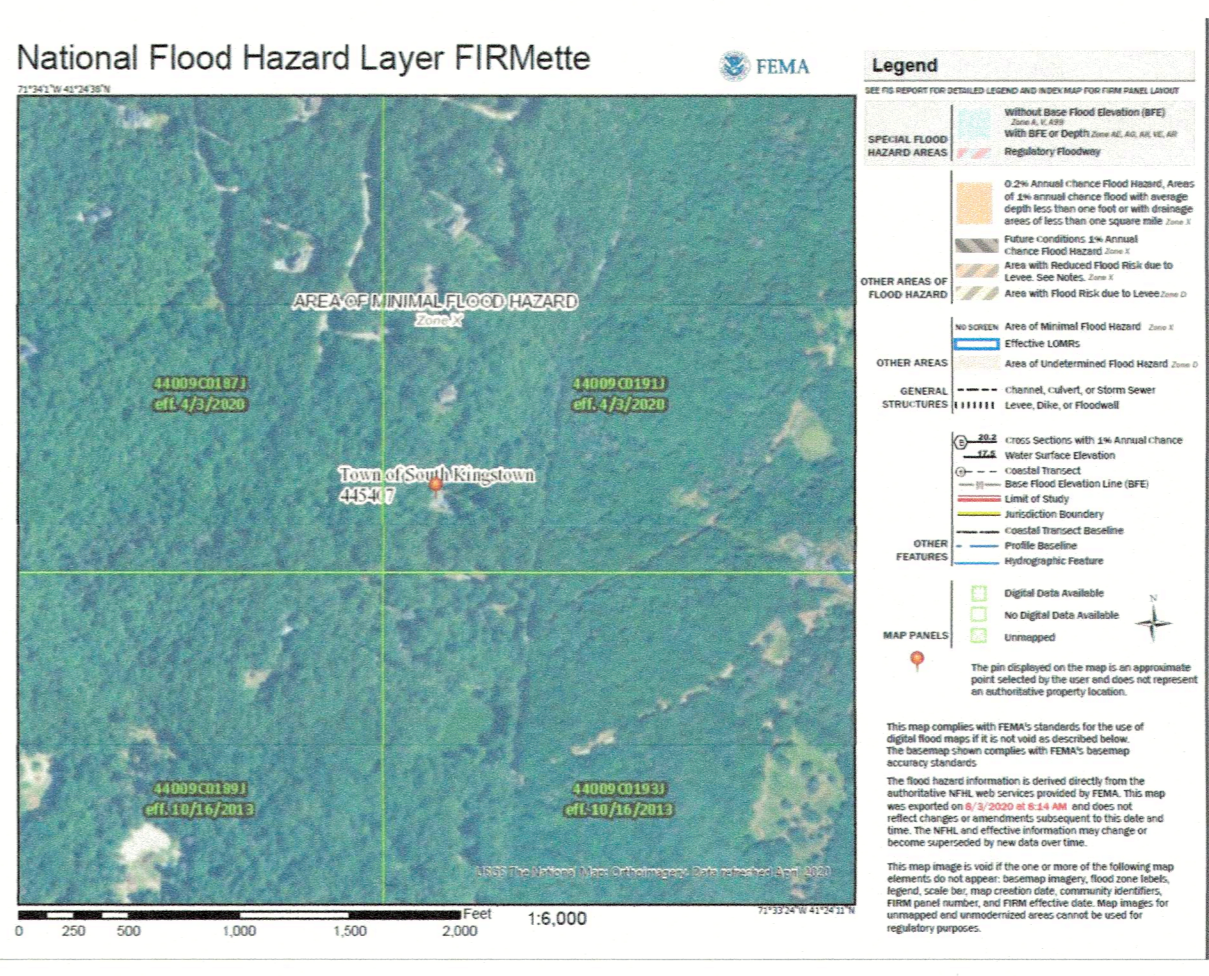 National Flood Hazard Layer FIRMette
FEMA
71°34'1"W 41°24'38"N
AREA OF MINIMAL FLOOD HAZARD
Zone X
44009C0187J
eff. 4/3/2020
44009C0191J
eff. 4/3/2020
Town of South Kingstown
445407
44009C0189J
eff. 10/16/2013
44009C0193J
eff. 10/16/2013
USGS The National Map: Orthoimagery. Data refreshed April 2020
71°33'24"W 41°24'11"N
Feet
1:6,000
0 250 500 1,000 1,500 2,000
Legend
SEE FIS REPORT FOR DETAILED LEGEND AND INDEX MAP FOR FIRM PANEL LAYOUT
SPECIAL FLOOD
HAZARD AREAS
Without Base Flood Elevation (BFE)
Zone A, V, A99
With BFE or Depth Zone AE, AO, AH, VE, AR
Regulatory Floodway
0.2% Annual Chance Flood Hazard, Areas
of 1% annual chance flood with average
depth less than one foot or with drainage
areas of less than one square mile Zone X
Future Conditions 1% Annual
Chance Flood Hazard Zone X
Area with Reduced Flood Risk due to
Levee. See Notes. Zone X
Area with Flood Risk due to Levee Zone D
OTHER AREAS OF
FLOOD HAZARD
NO SCREEN Area of Minimal Flood Hazard Zone X
Effective LOMRs
Area of Undetermined Flood Hazard Zone D
OTHER AREAS
GENERAL
STRUCTURES
Channel, Culvert, or Storm Sewer
Levee, Dike, or Floodwall
B 20.2 Cross Sections with 1% Annual Chance
17.5 Water Surface Elevation
Coastal Transect
Base Flood Elevation Line (BFE)
Limit of Study
Jurisdiction Boundary
Coastal Transect Baseline
Profile Baseline
Hydrographic Feature
OTHER
FEATURES
Digital Data Available
No Digital Data Available
Unmapped
MAP PANELS
N
The pin displayed on the map is an approximate
point selected by the user and does not represent
an authoritative property location.
This map complies with FEMA's standards for the use of
digital flood maps if it is not void as described below.
The basemap shown complies with FEMA's basemap
accuracy standards
The flood hazard information is derived directly from the
authoritative NFHL web services provided by FEMA. This map
was exported on 8/3/2020 at 8:14 AM and does not
reflect changes or amendments subsequent to this date and
time. The NFHL and effective information may change or
become superseded by new data over time.
This map image is void if the one or more of the following map
elements do not appear: basemap imagery, flood zone labels,
legend, scale bar, map creation date, community identifiers,
FIRM panel number, and FIRM effective date. Map images for
unmapped and unmodernized areas cannot be used for
regulatory purposes.